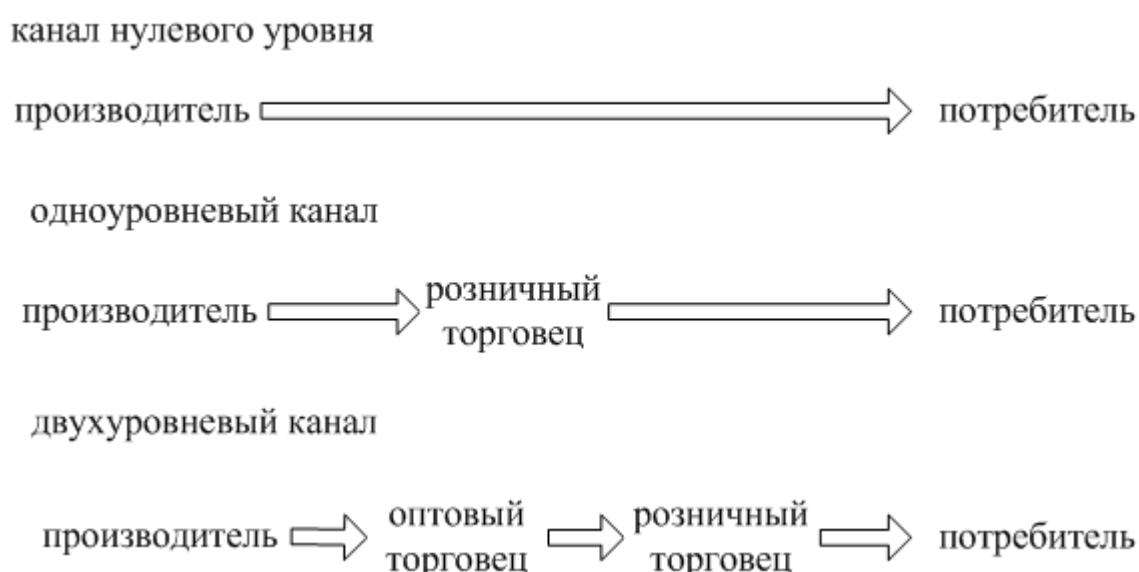 канал нулевого уровня
производитель потребитель
одноуровневый канал
производитель розничный торговец потребитель
двухуровневый канал
производитель оптовый торговец розничный торговец потребитель